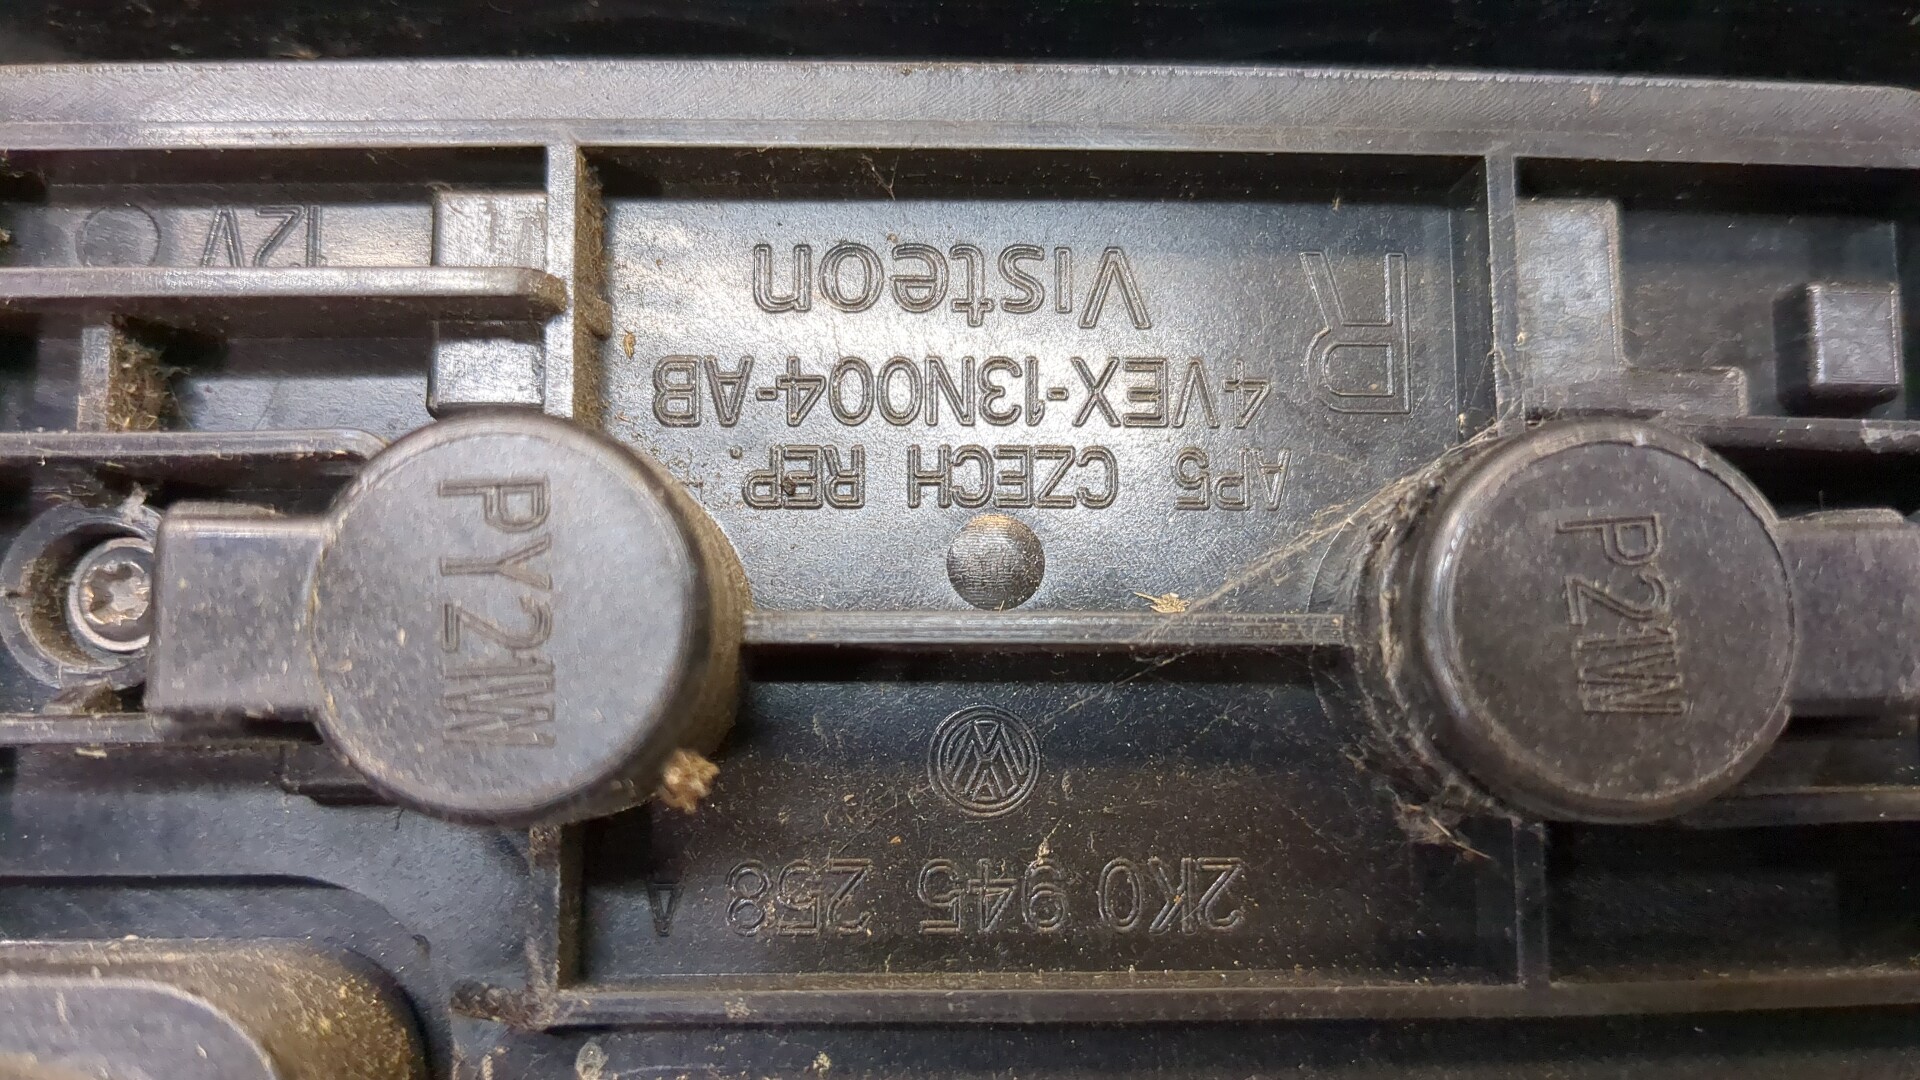 2K0 945 258 A
P21W
PY21W
AP5 CZECH REP.
4VEX-13N004-AB
R
Visteon
12V